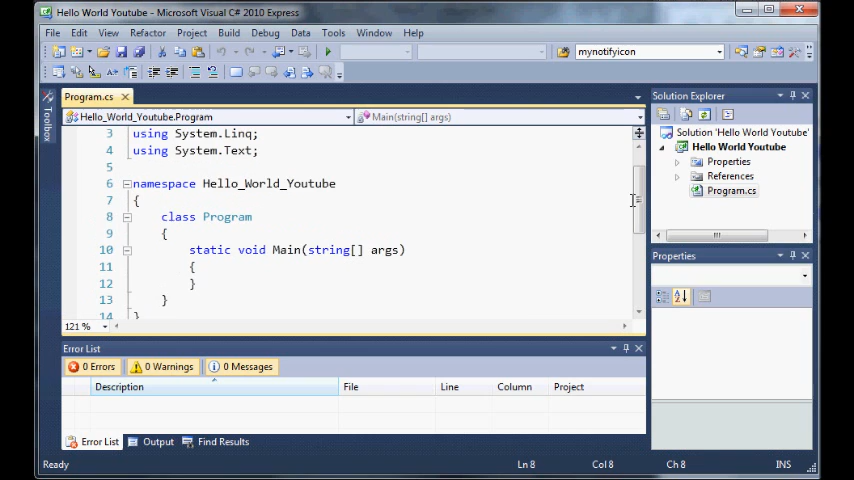 Hello World Youtube - Microsoft Visual C# 2010 Express
File Edit View Refactor Project Build Debug Data Tools Window Help
mynotifyicon
Program.cs
Hello_World_Youtube.Program
Main(string[] args)
Toolbox
3 using System.Linq;
4 using System.Text;
5
6 namespace Hello_World_Youtube
7 {
8 class Program
9 {
10 static void Main(string[] args)
11 {
12 }
13 }
14 }
121 %
Solution Explorer
Solution 'Hello World Youtube'
Hello World Youtube
Properties
References
Program.cs
Properties
Error List
0 Errors 0 Warnings 0 Messages
Description File Line Column Project
Error List Output Find Results
Ready Ln 8 Col 8 Ch 8 INS